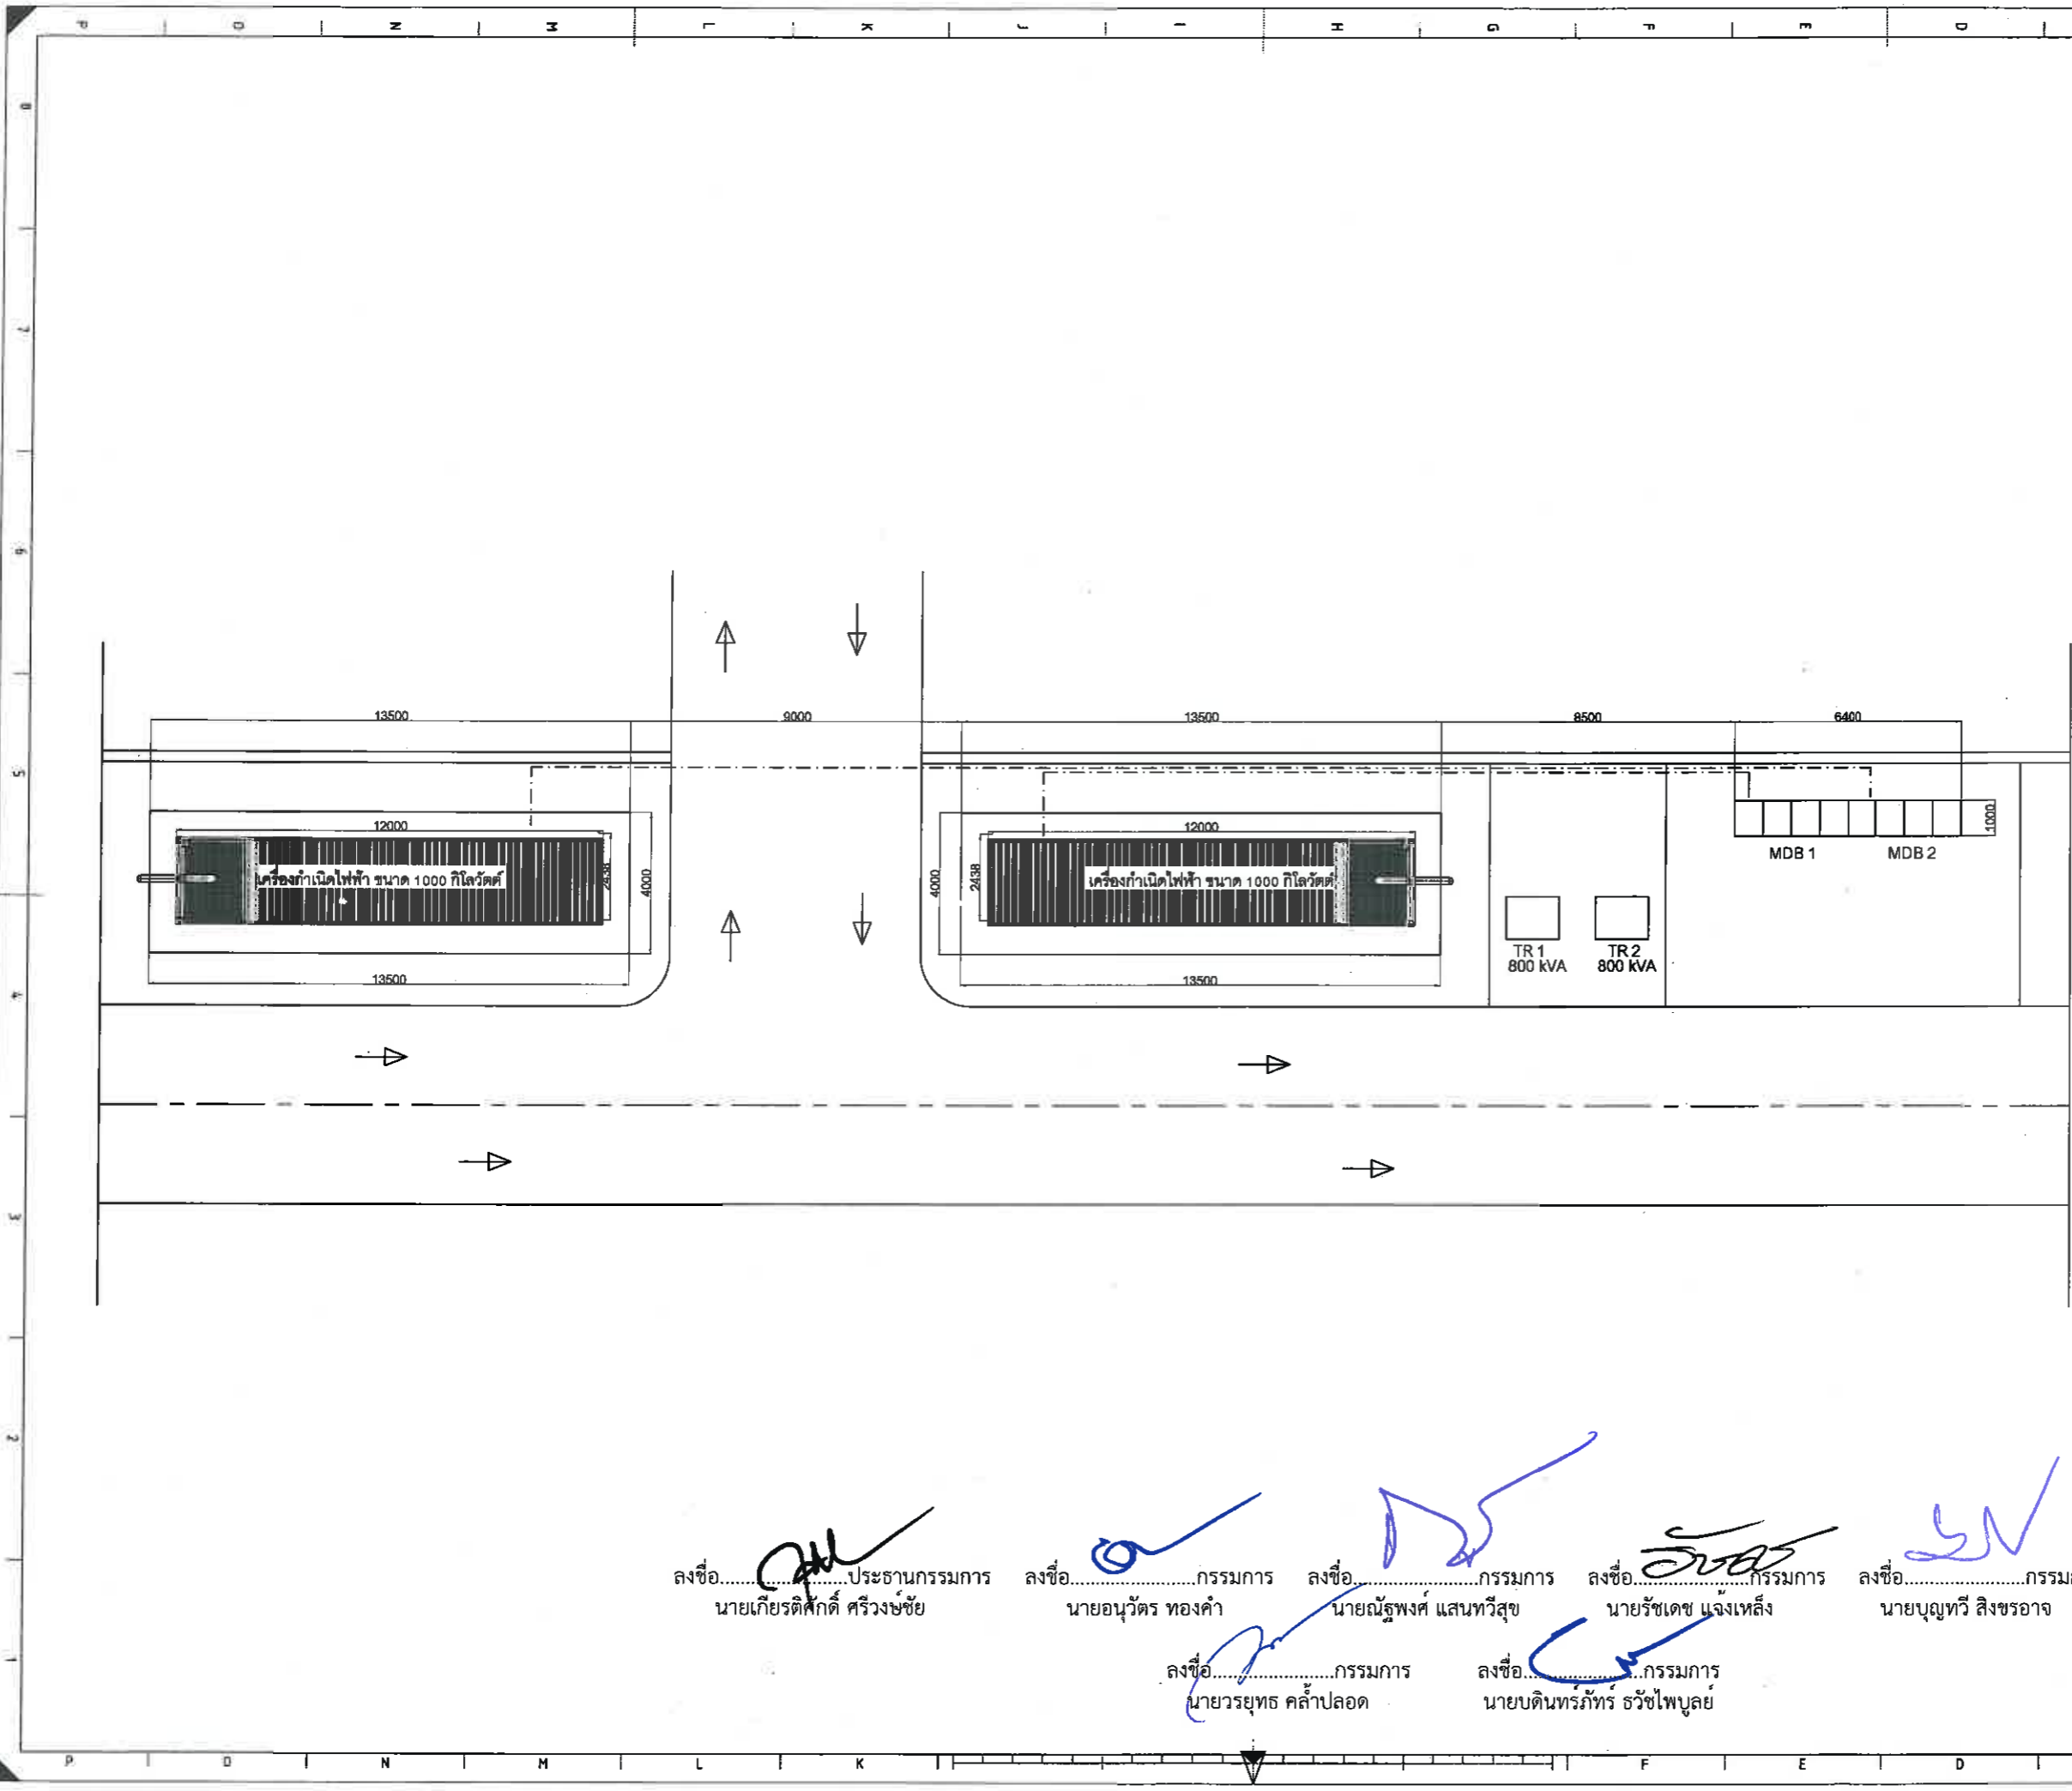 P O N M L K J I H G F E D
8
7
6
5
4
3
2
1
13500 9000 13500 8500 6400
12000 12000 1000
MDB 1 MDB 2
เครื่องกำเนิดไฟฟ้า ขนาด 1000 กิโลวัตต์ 2438 4000
4000 2438 เครื่องกำเนิดไฟฟ้า ขนาด 1000 กิโลวัตต์
TR 1 TR 2
800 kVA 800 kVA
13500 13500
ลงชื่อ......................ประธานกรรมการ ลงชื่อ......................กรรมการ ลงชื่อ......................กรรมการ ลงชื่อ......................กรรมการ ลงชื่อ......................กรรม
นายเกียรติศักดิ์ ศรีวงษ์ชัย นายอนุวัตร ทองคำ นายณัฐพงศ์ แสนทวีสุข นายรัชเดช แจ้งเหล็ง นายบุญทวี สิงขรอาจ
ลงชื่อ......................กรรมการ ลงชื่อ......................กรรมการ
นายวรยุทธ คล้ำปลอด นายบดินทร์ภัทร์ ธวัชไพบูลย์
P O N M L K F E D